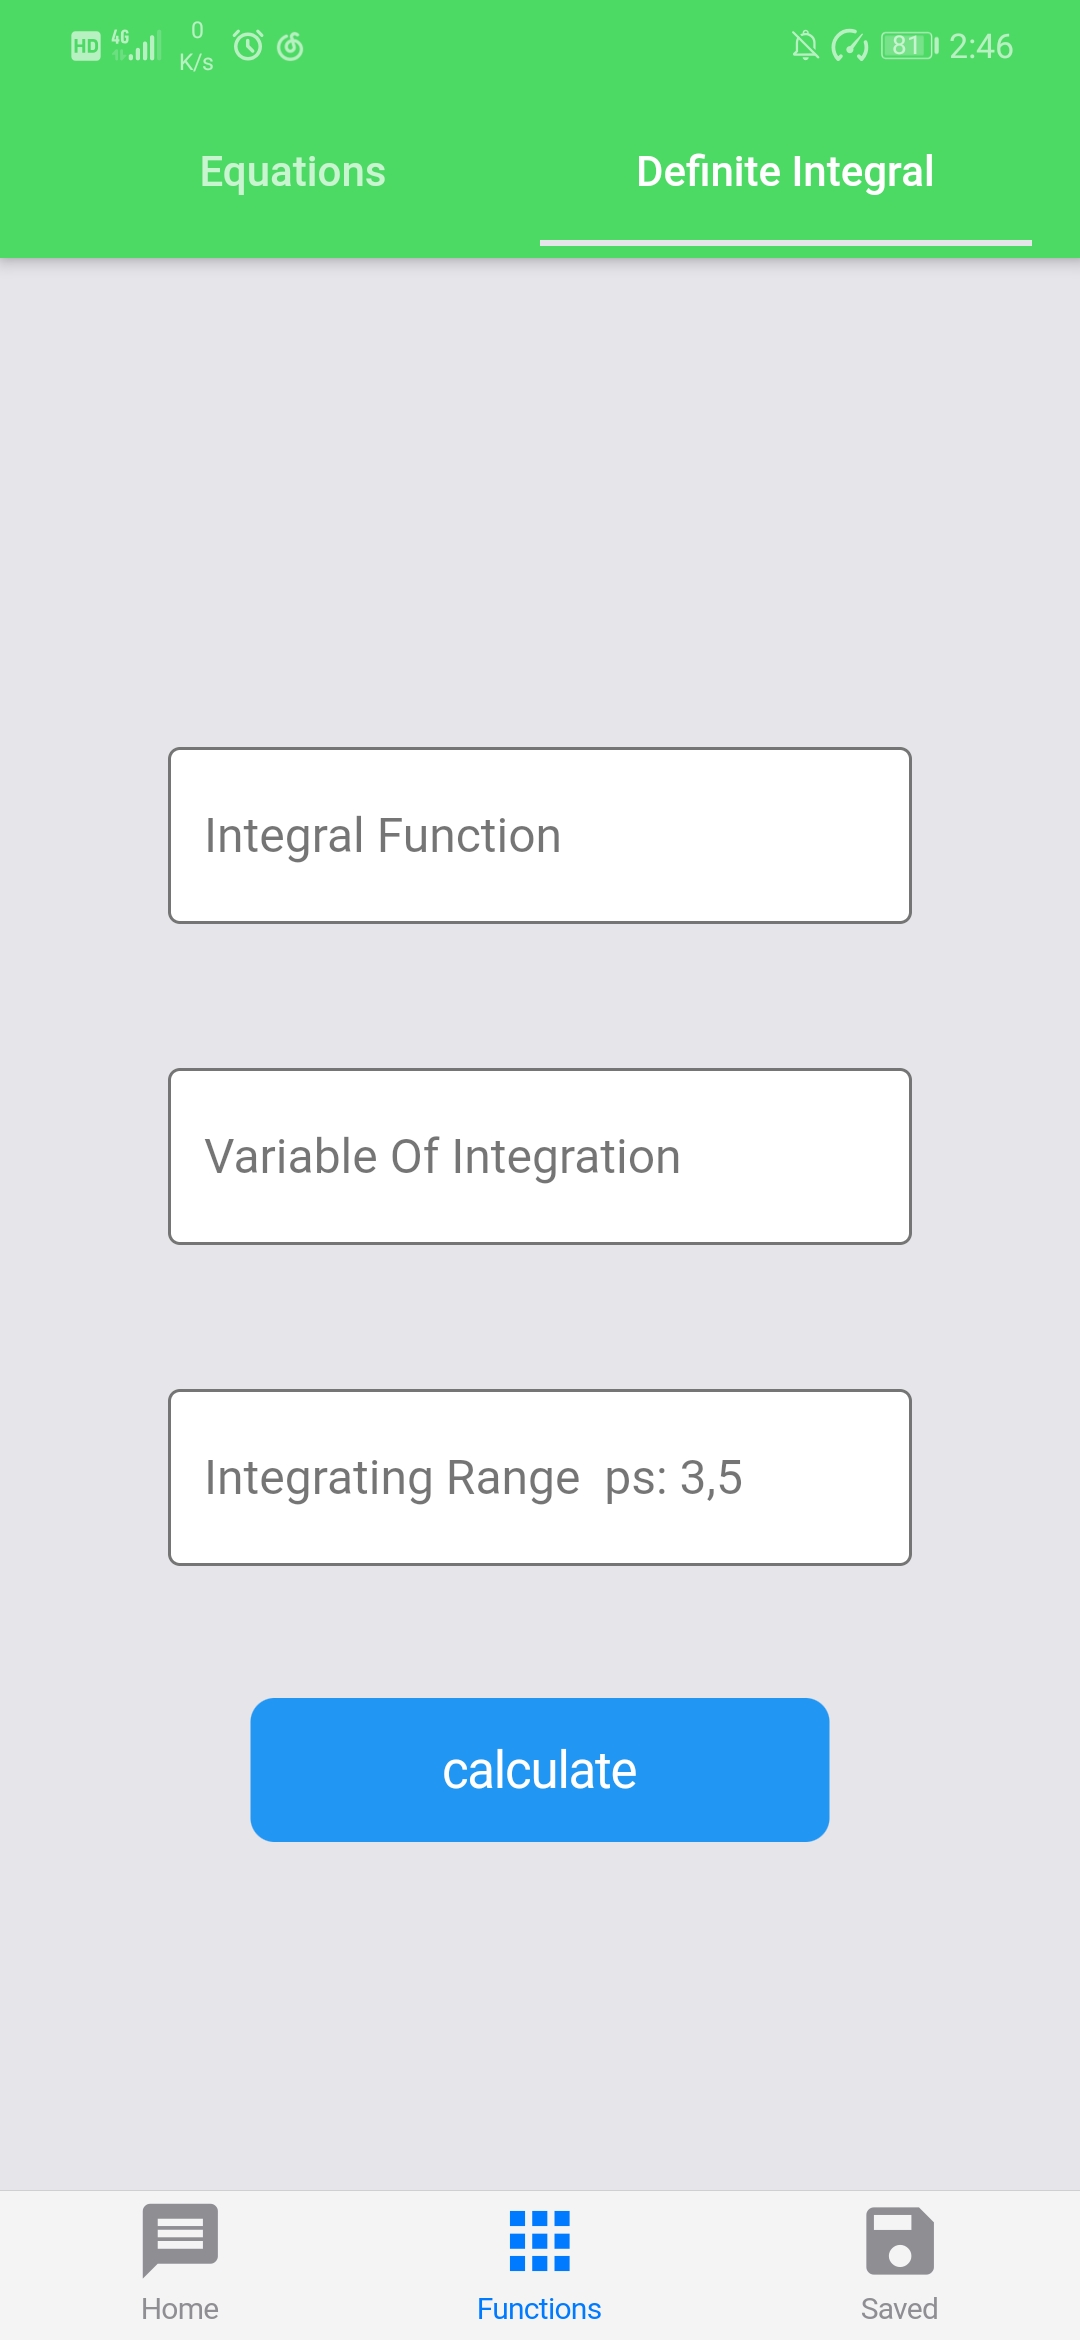 HD 4G 0 K/s 81 2:46
Equations Definite Integral
Integral Function
Variable Of Integration
Integrating Range  ps: 3,5
calculate
Home Functions Saved